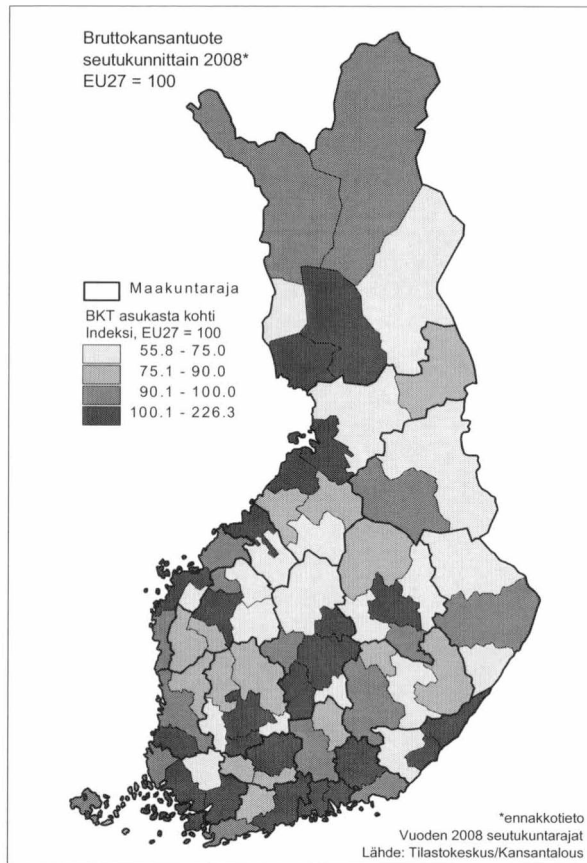 Bruttokansantuote
seutukunnittain 2008*
EU27 = 100
Maakuntaraja
BKT asukasta kohti
Indeksi, EU27 = 100
55.8 - 75.0
75.1 - 90.0
90.1 - 100.0
100.1 - 226.3
*ennakkotieto
Vuoden 2008 seutukuntarajat
Lähde: Tilastokeskus/Kansantalous